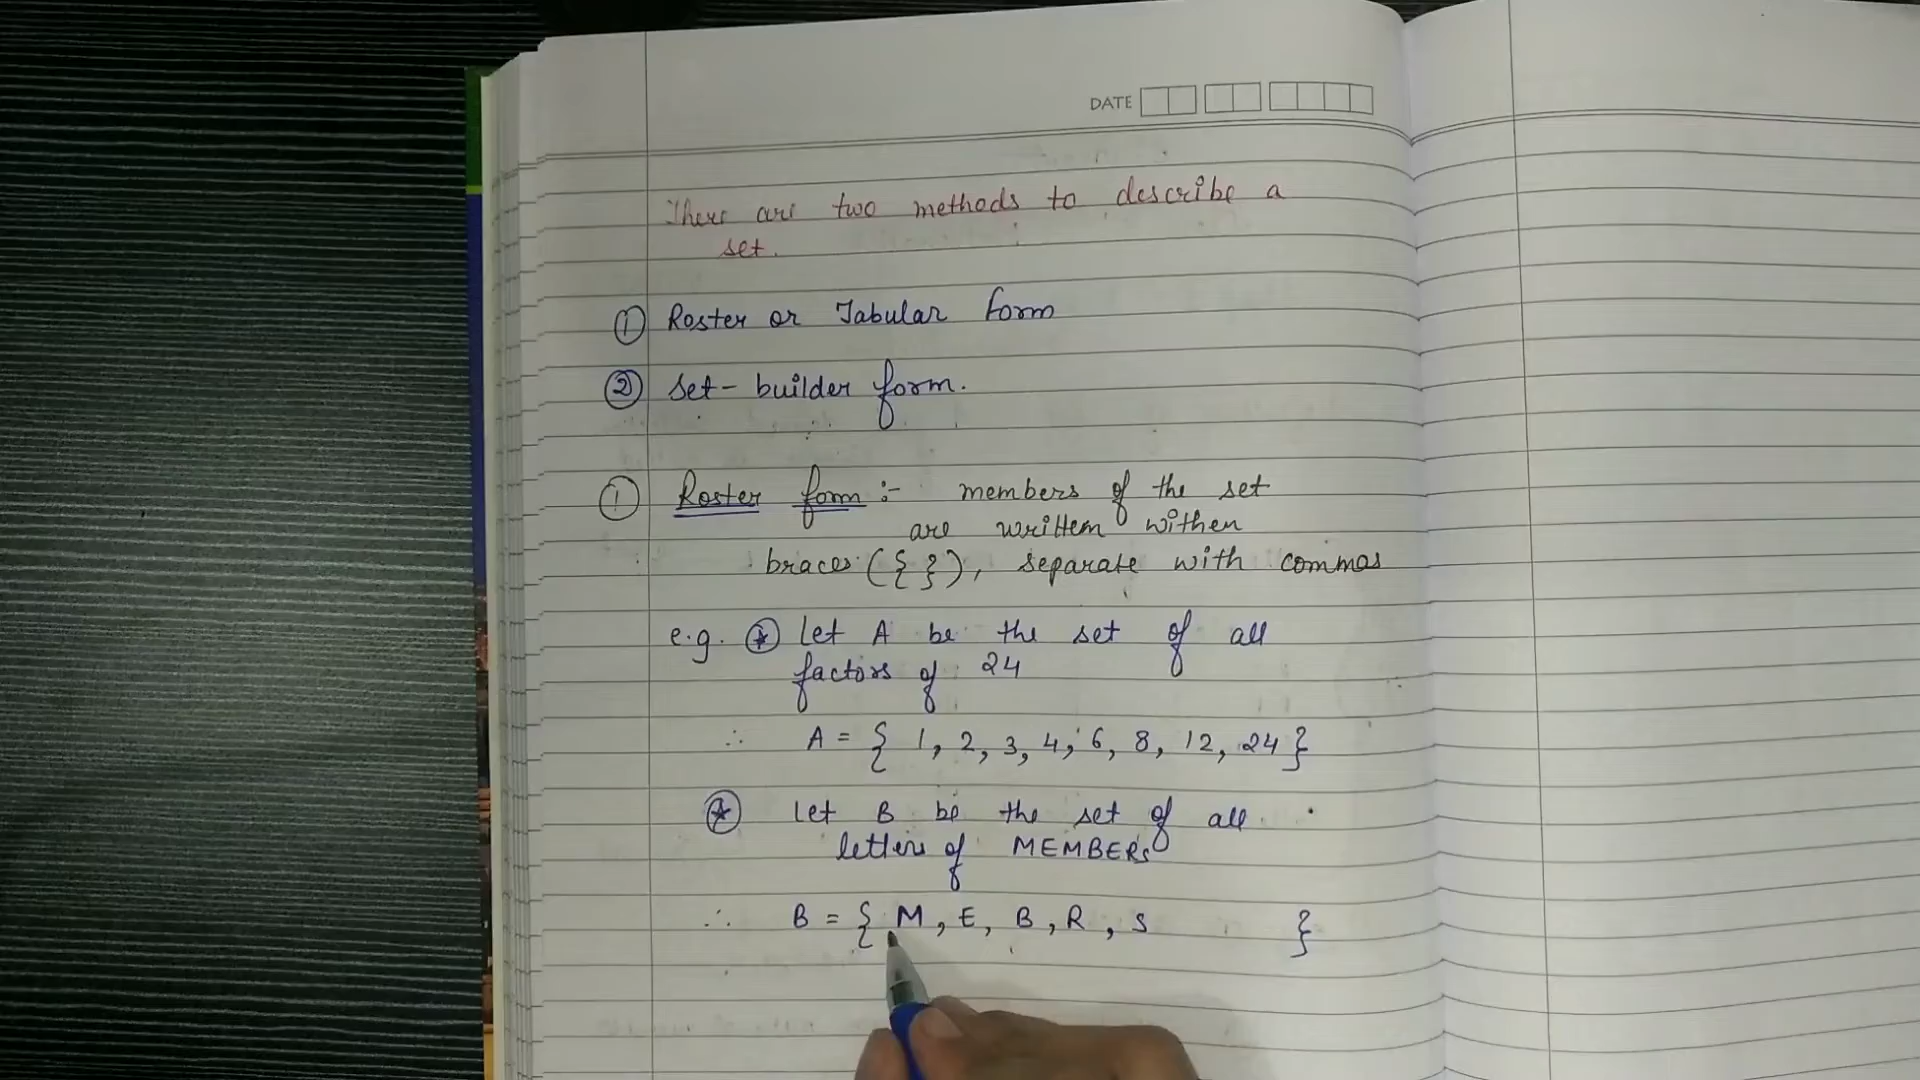 DATE
There are two methods to describe a
set.
① Roster or Tabular form
② set-builder form.
① Roster form :- members of the set
are written withen
braces ({ }), separate with commas
e.g. ⍟ Let A be the set of all
factors of 24
∴ A = { 1, 2, 3, 4, 6, 8, 12, 24 }
⍟ Let B be the set of all
letters of MEMBERS
∴ B = { M, E, B, R, S }